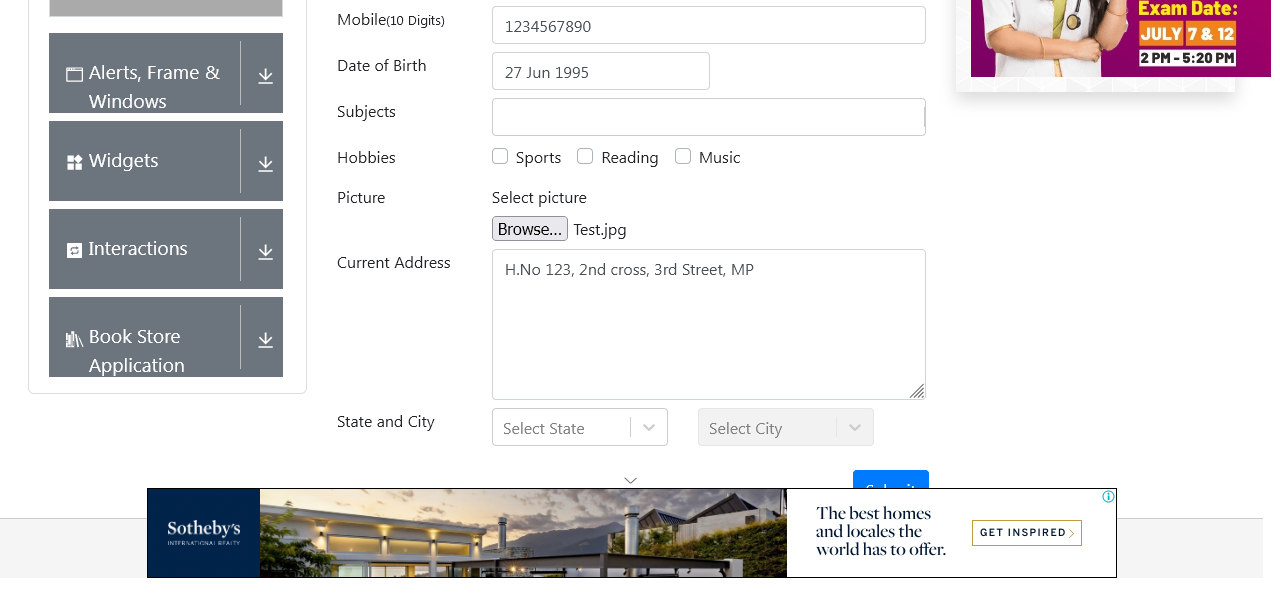 Alerts, Frame &
Windows
Widgets
Interactions
Book Store
Application
Mobile(10 Digits)
1234567890
Date of Birth
27 Jun 1995
Subjects
Hobbies
Sports
Reading
Music
Picture
Select picture
Browse...
Test.jpg
Current Address
H.No 123, 2nd cross, 3rd Street, MP
State and City
Select State
Select City
Submit
Exam Date:
JULY 7 & 12
2 PM - 5:20 PM
Sotheby's
INTERNATIONAL REALTY
The best homes
and locales the
world has to offer.
GET INSPIRED